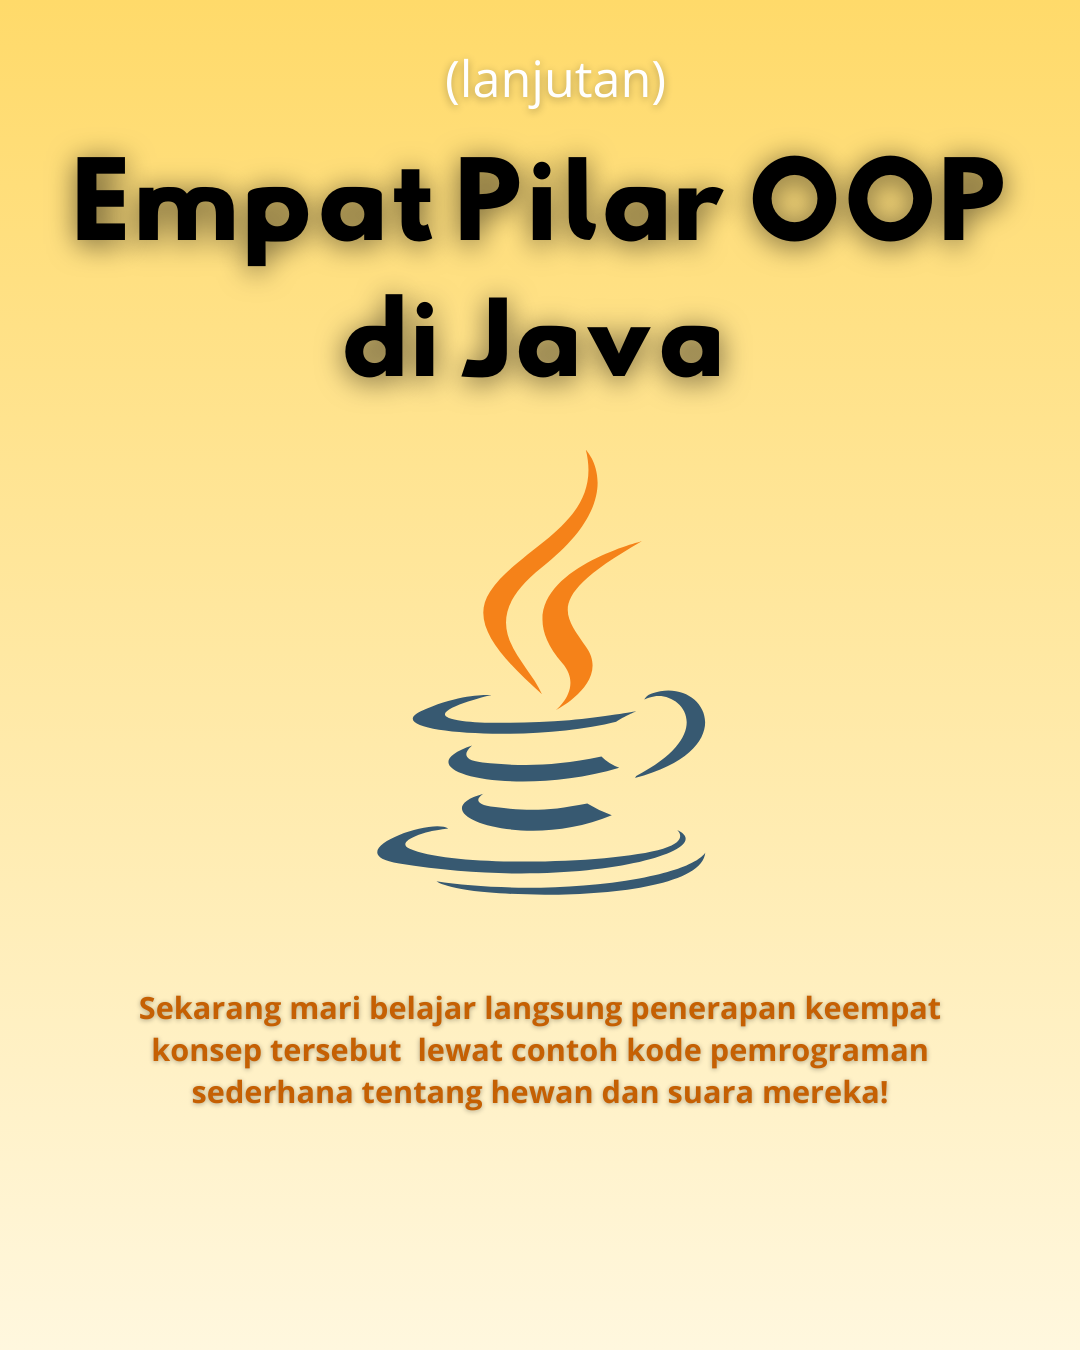 (lanjutan)
Empat Pilar OOP
di Java
Sekarang mari belajar langsung penerapan keempat
konsep tersebut  lewat contoh kode pemrograman
sederhana tentang hewan dan suara mereka!